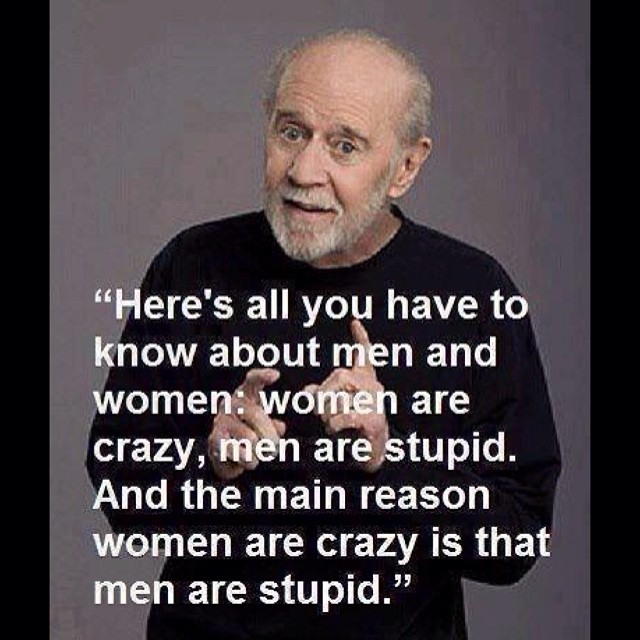 “Here's all you have to
know about men and
women: women are
crazy, men are stupid.
And the main reason
women are crazy is that
men are stupid.”